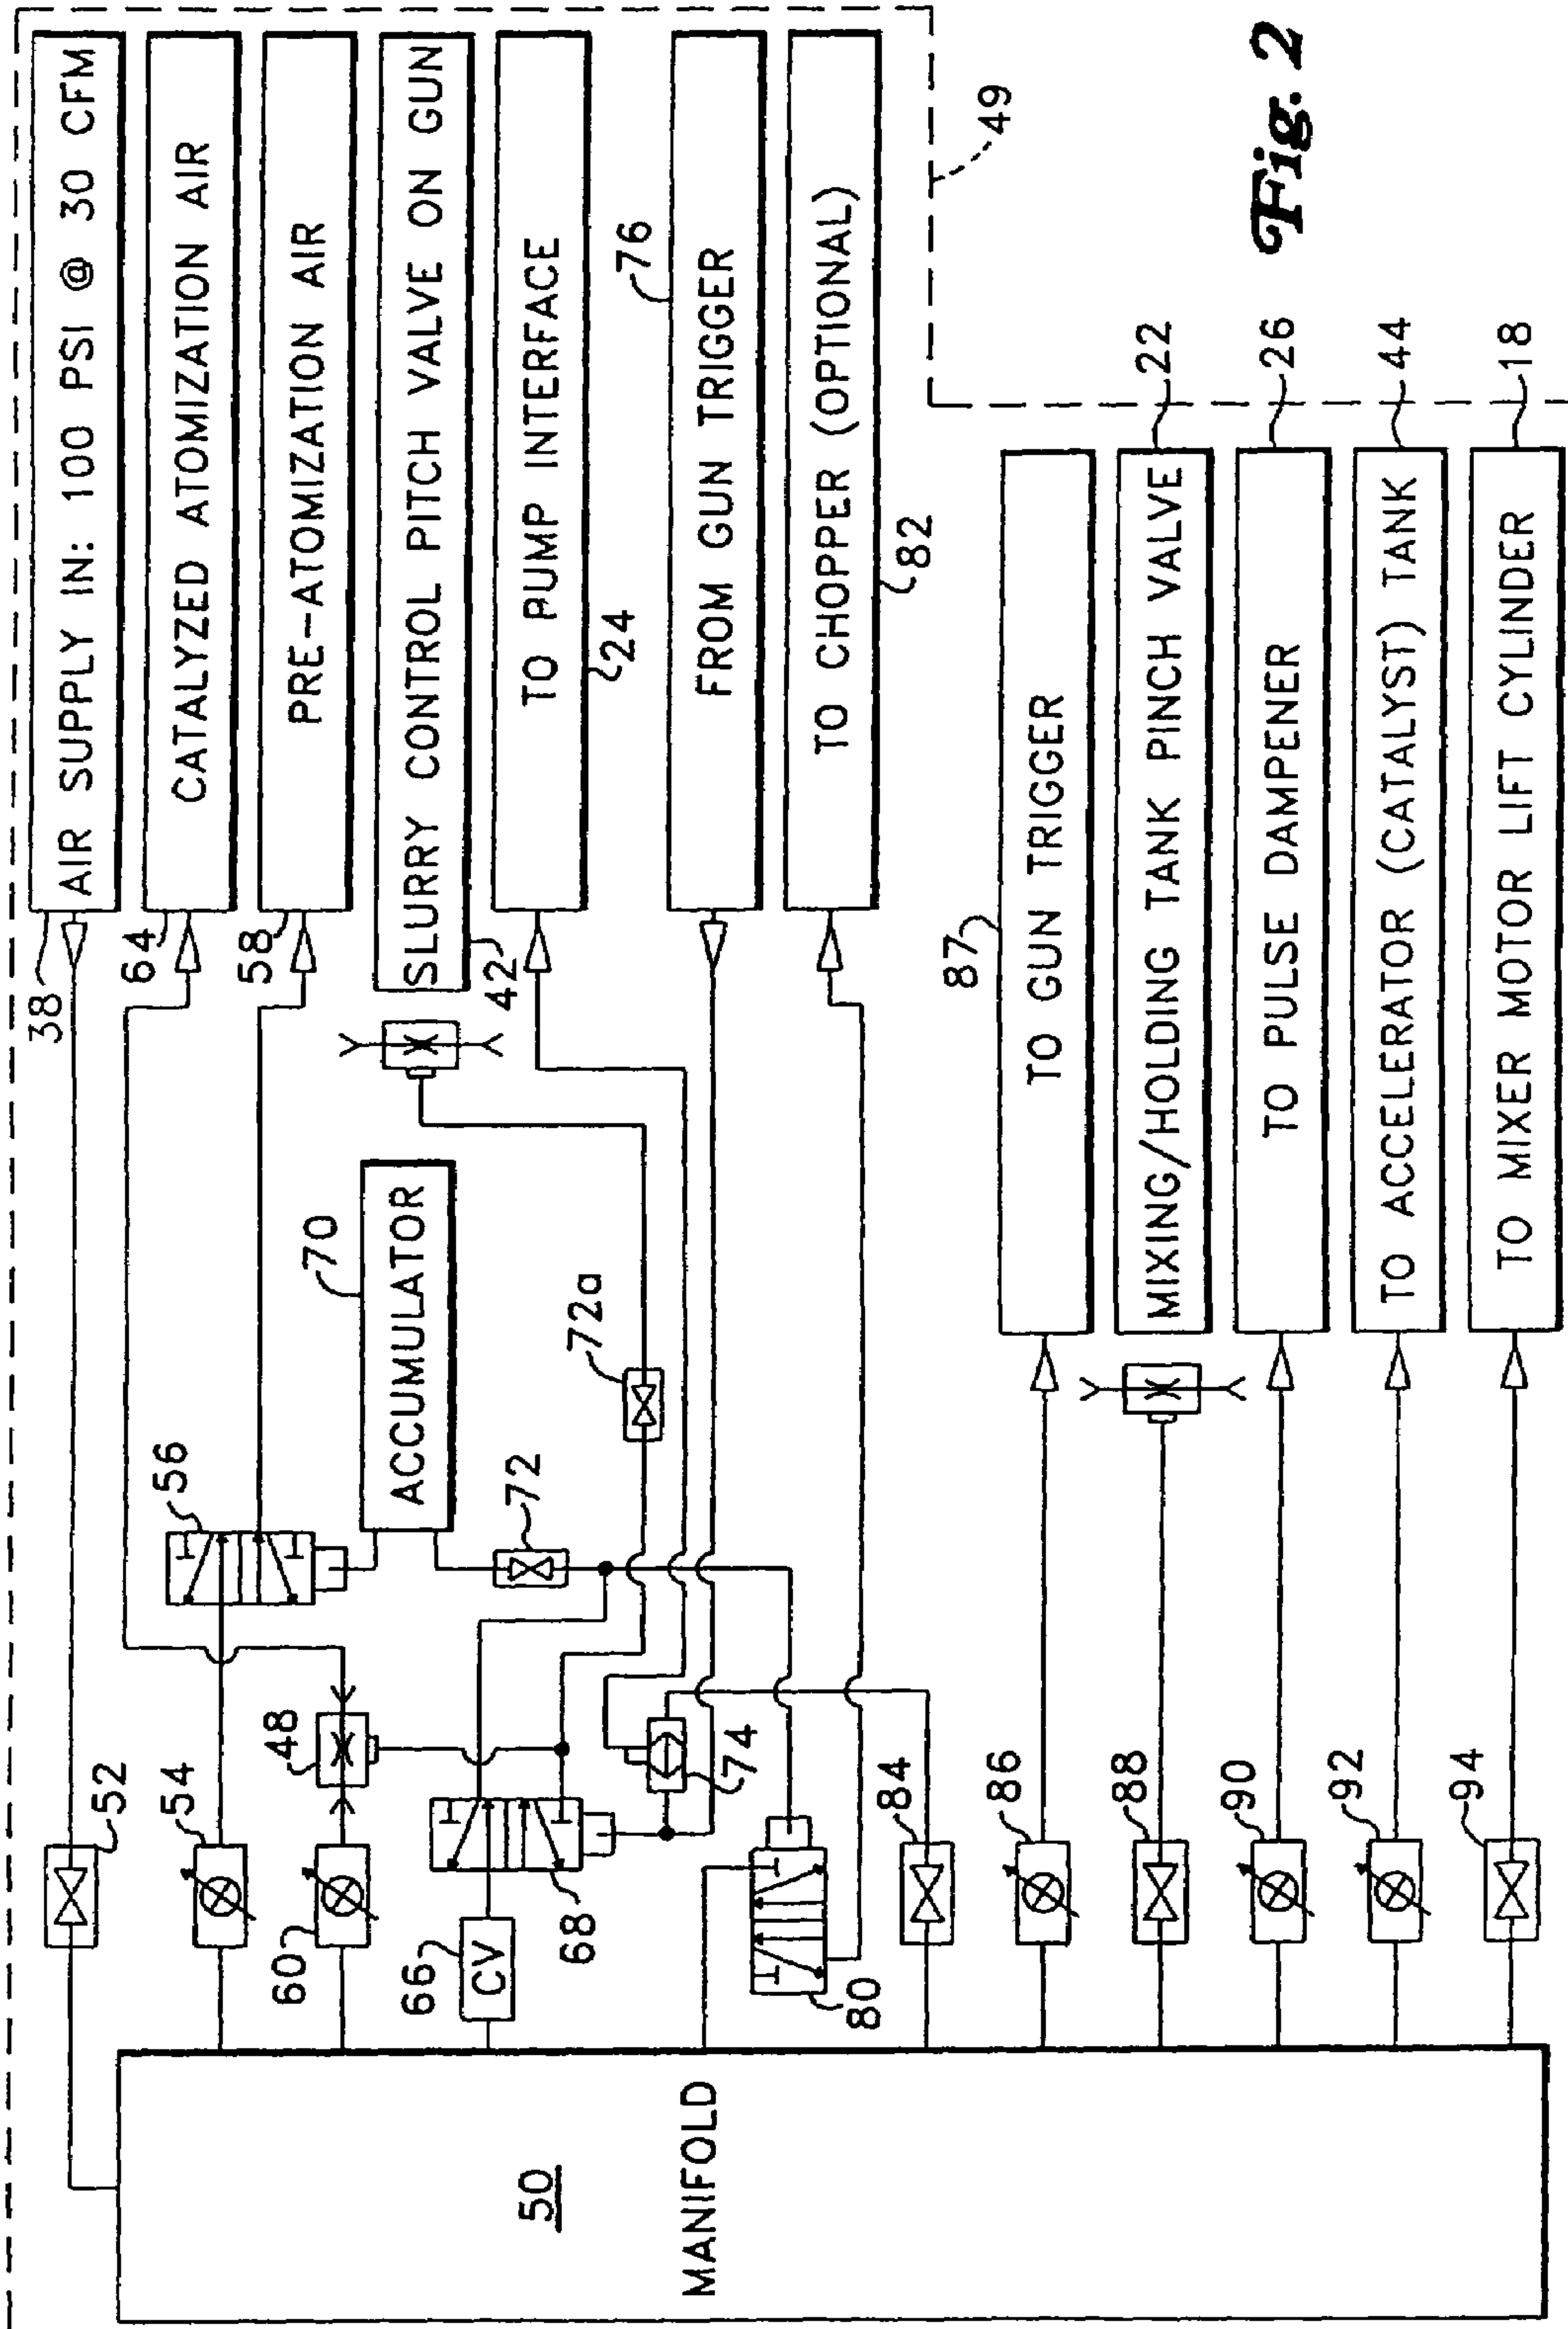 AIR SUPPLY IN: 100 PSI @ 30 CFM
38
CATALYZED ATOMIZATION AIR
64
PRE-ATOMIZATION AIR
58
SLURRY CONTROL PITCH VALVE ON GUN
42
TO PUMP INTERFACE
24
FROM GUN TRIGGER
76
TO CHOPPER (OPTIONAL)
82
49
Fig. 2
TO GUN TRIGGER
87
MIXING/HOLDING TANK PINCH VALVE
22
TO PULSE DAMPENER
26
TO ACCELERATOR (CATALYST) TANK
44
TO MIXER MOTOR LIFT CYLINDER
18
ACCUMULATOR
70
72a
72
56
48
74
52
54
60
CV
66
68
80
84
86
88
90
92
94
50
MANIFOLD